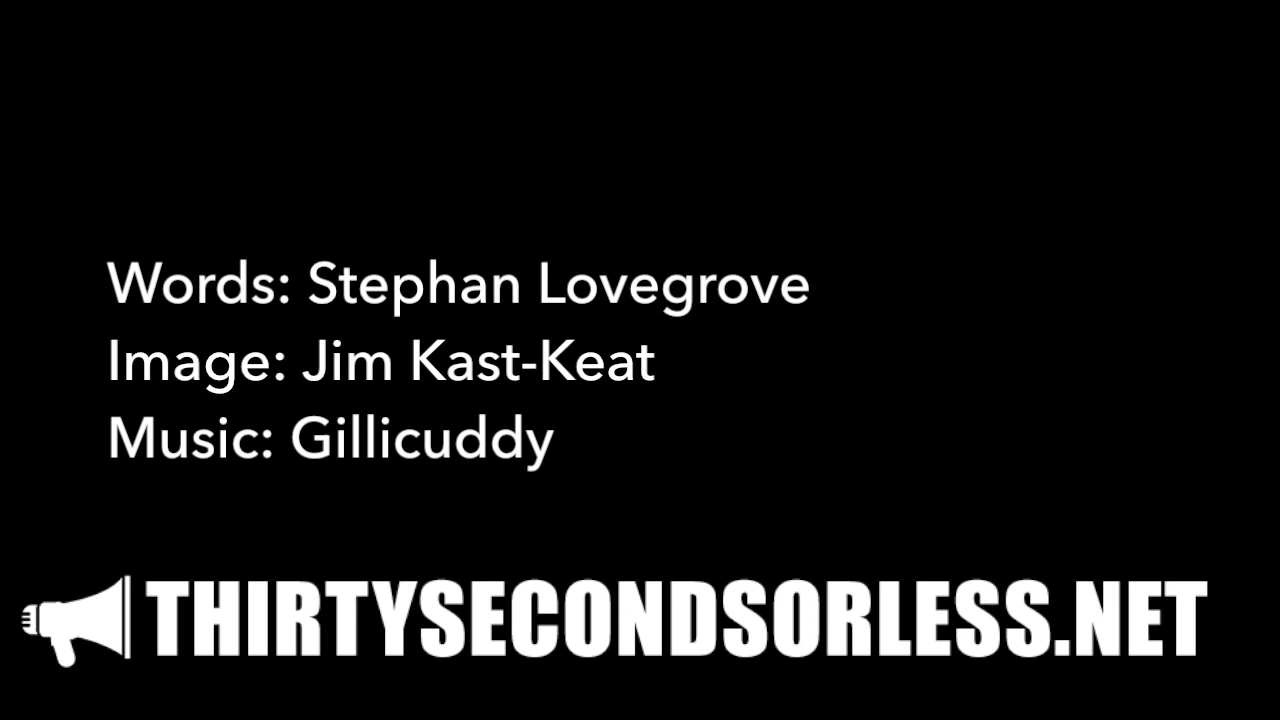 Words: Stephan Lovegrove
Image: Jim Kast-Keat
Music: Gillicuddy
THIRTYSECONDSORLESS.NET